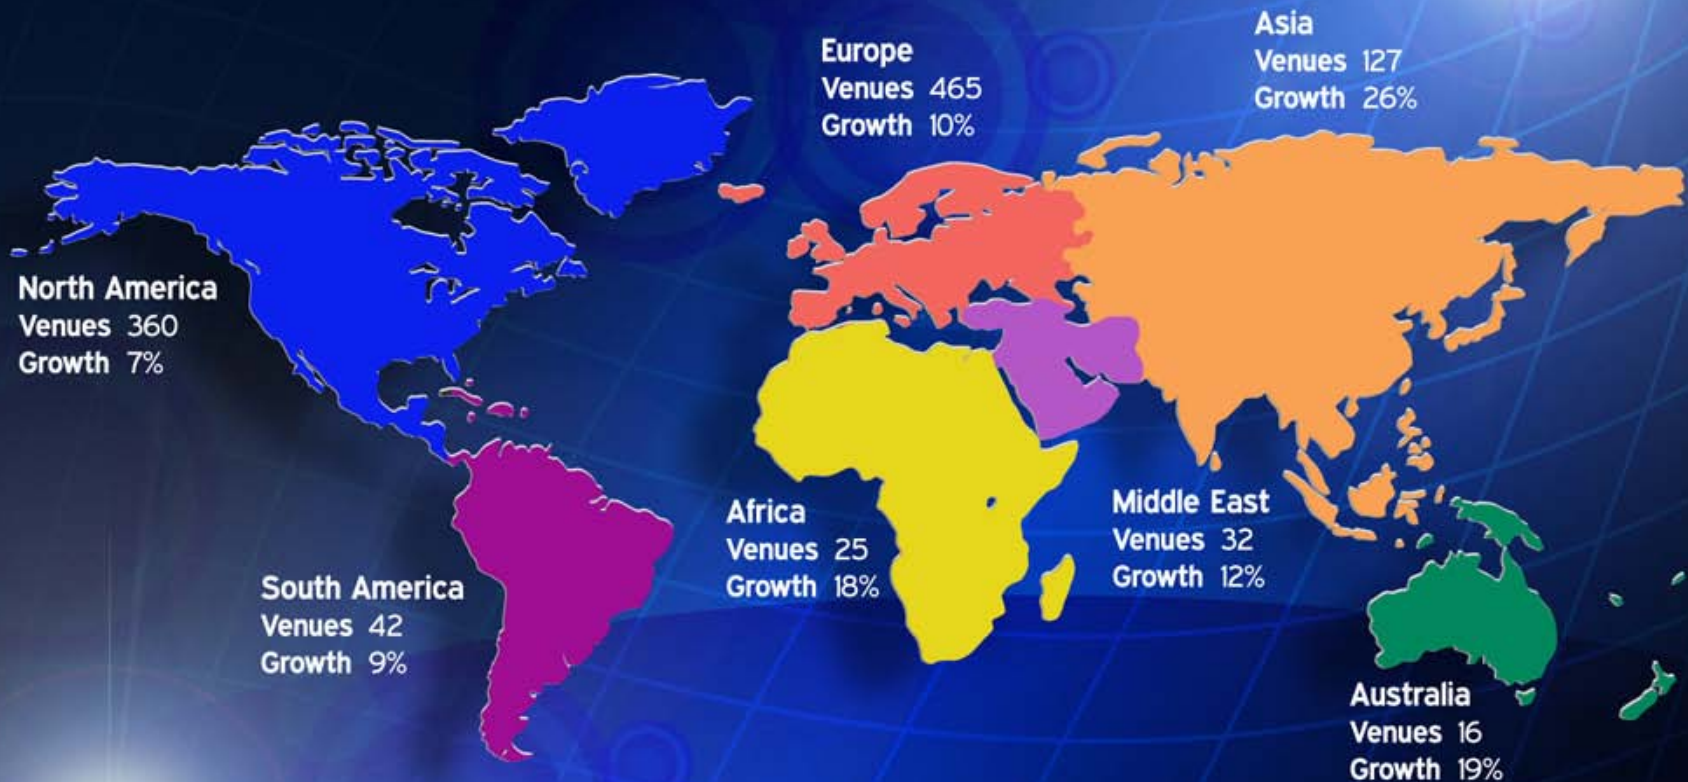 Europe
Venues 465
Growth 10%
Asia
Venues 127
Growth 26%
North America
Venues 360
Growth 7%
South America
Venues 42
Growth 9%
Africa
Venues 25
Growth 18%
Middle East
Venues 32
Growth 12%
Australia
Venues 16
Growth 19%